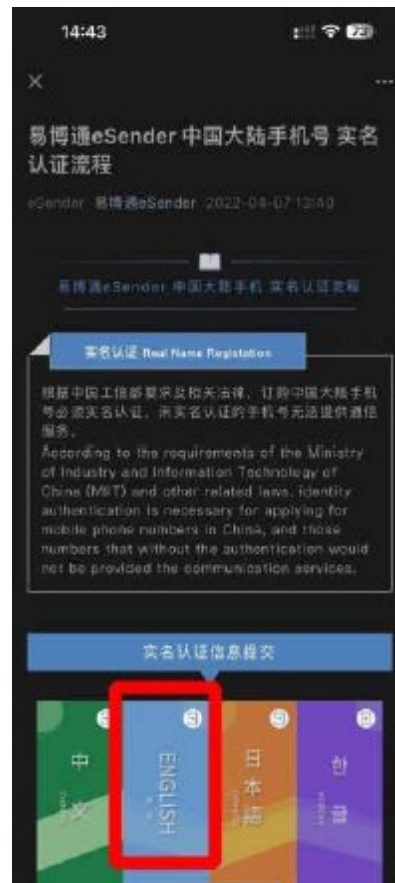 14:43
73
易博通eSender 中国大陆手机号 实名
认证流程
eSender 易博通eSender 2022-04-07 13:40
易博通eSender 中国大陆手机 实名认证流程
实名认证 Real Name Registation
根据中国工信部要求及相关法律，订购中国大陆手机
号必须实名认证，未实名认证的手机号无法提供通信
服务。
According to the requirements of the Ministry
of Industry and Information Technology of
China (MIIT) and other related laws, identity
authentication is necessary for applying for
mobile phone numbers in China, and those
numbers that without the authentication would
not be provided the communication services.
实名认证信息提交
中文
ENGLISH
日本語
한글